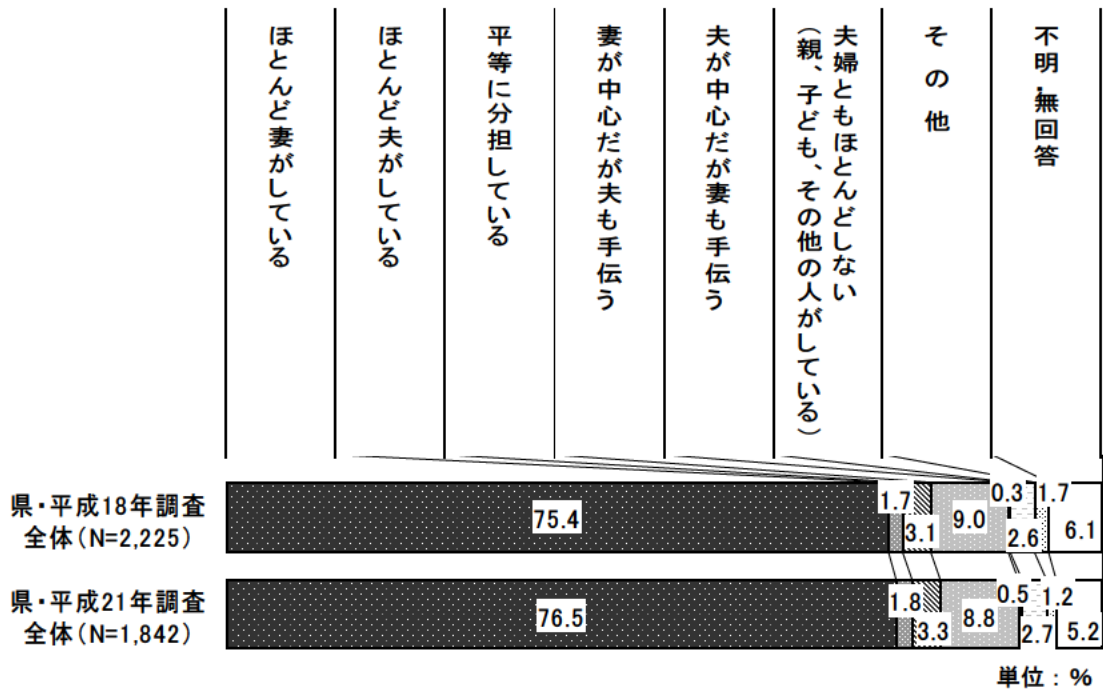 ほとんど妻がしている
ほとんど夫がしている
平等に分担している
妻が中心だが夫も手伝う
夫が中心だが妻も手伝う
夫婦ともほとんどしない
（親、子ども、その他の人がしている）
その他
不明・無回答
県・平成18年調査
全体(N=2,225)
75.4
1.7
3.1
9.0
0.3
2.6
1.7
6.1
県・平成21年調査
全体(N=1,842)
76.5
1.8
3.3
8.8
0.5
2.7
1.2
5.2
単位：%